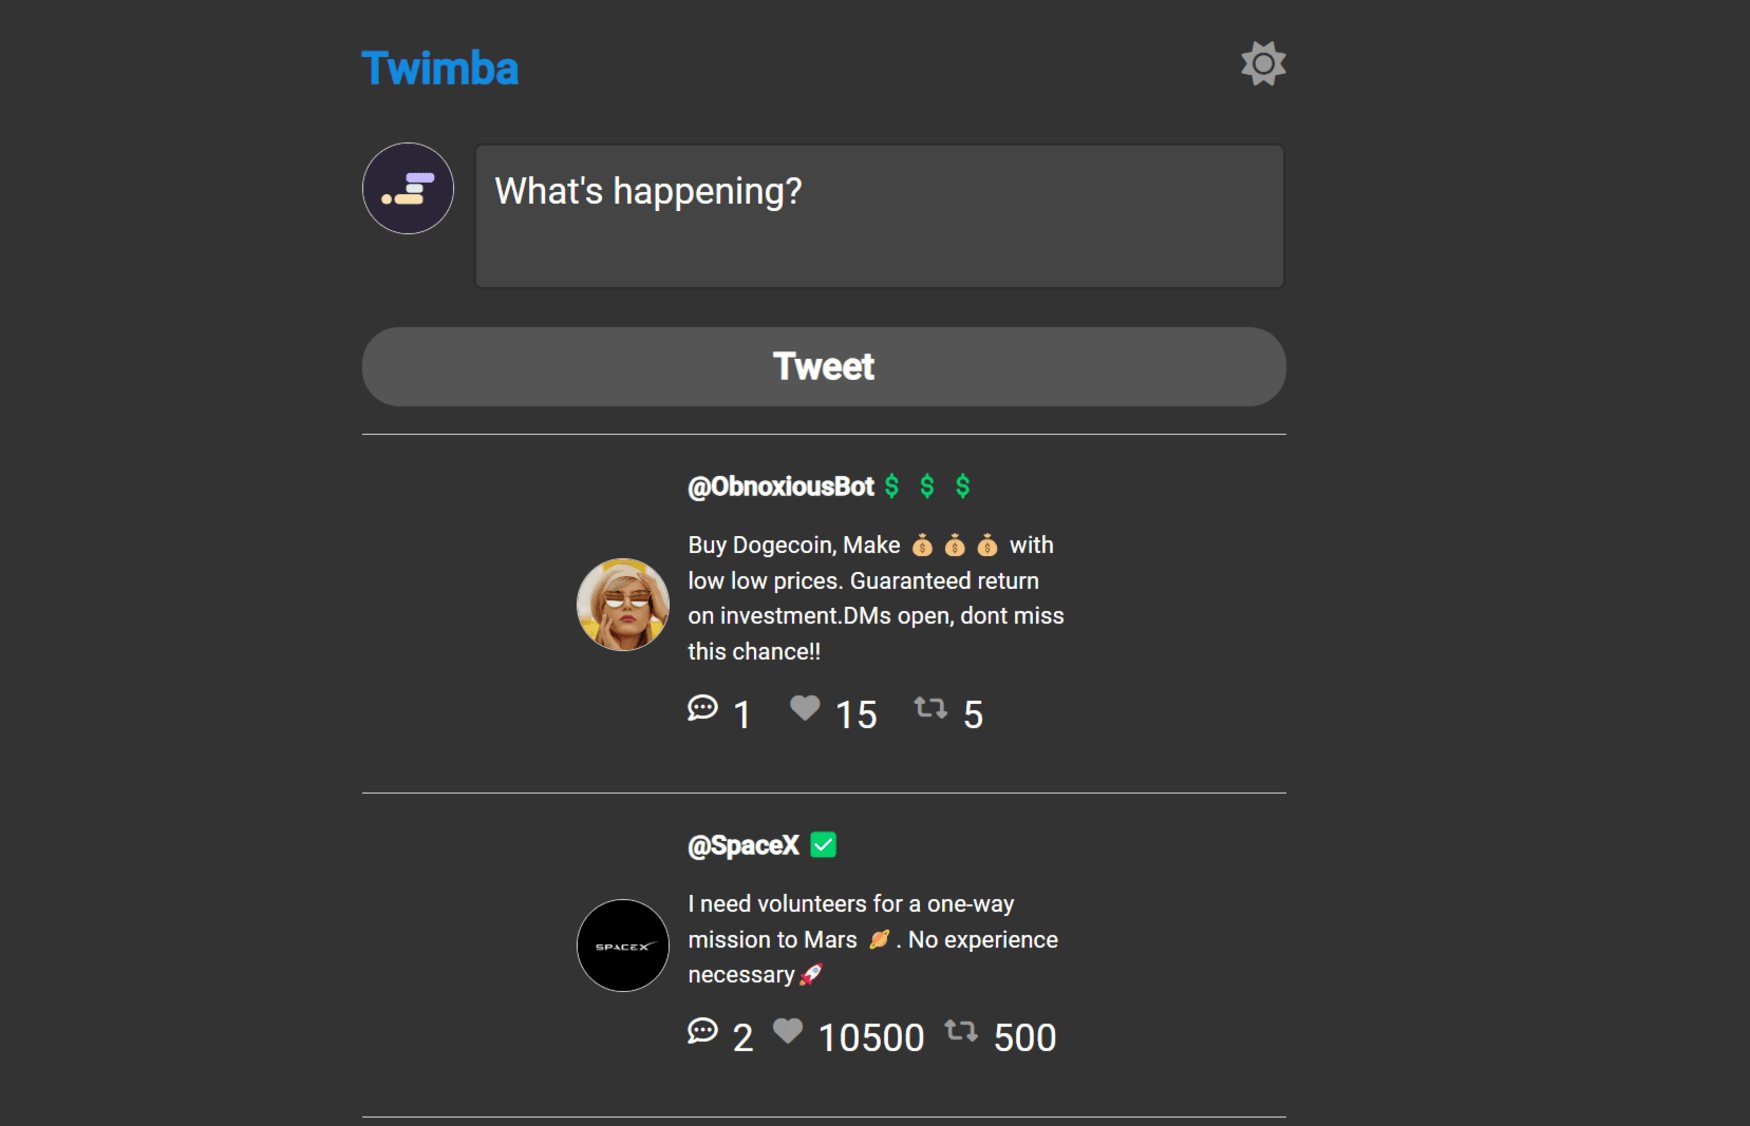 Twimba
What's happening?
Tweet
@ObnoxiousBot $ $ $
Buy Dogecoin, Make 💰 💰 💰 with
low low prices. Guaranteed return
on investment.DMs open, dont miss
this chance!!
1 15 5
@SpaceX ✅
I need volunteers for a one-way
mission to Mars 🪐 . No experience
SPACEX
necessary🚀
2 10500 500